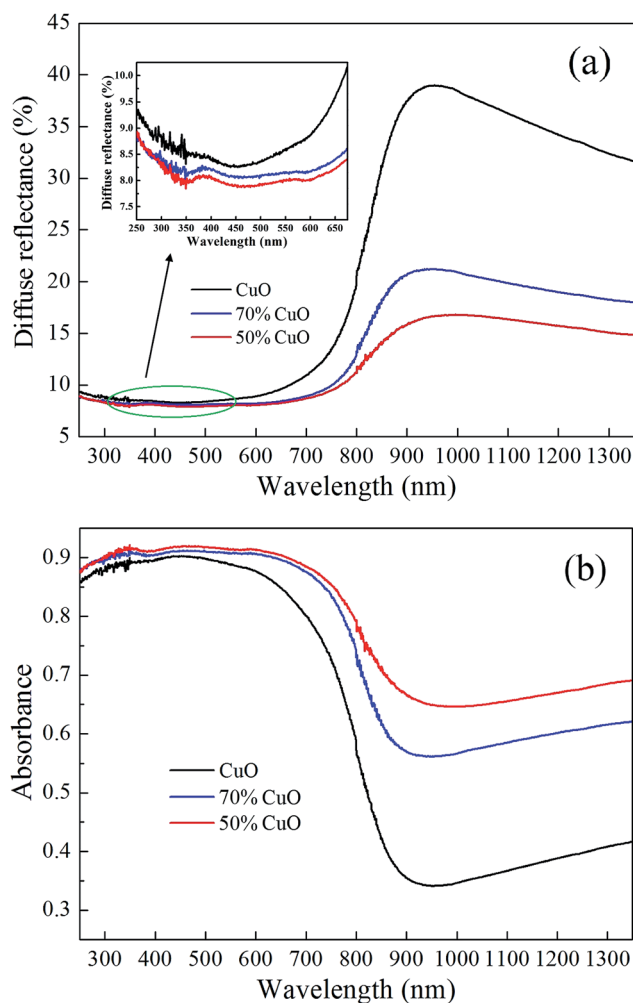 (a)
Diffuse reflectance (%)
45
40
35
30
25
20
15
10
5
Diffuse reflectance (%)
10.0
9.5
9.0
8.5
8.0
7.5
250 300 350 400 450 500 550 600 650
Wavelength (nm)
CuO
70% CuO
50% CuO
300 400 500 600 700 800 900 1000 1100 1200 1300
Wavelength (nm)
(b)
Absorbance
0.9
0.8
0.7
0.6
0.5
0.4
0.3
CuO
70% CuO
50% CuO
300 400 500 600 700 800 900 1000 1100 1200 1300
Wavelength (nm)